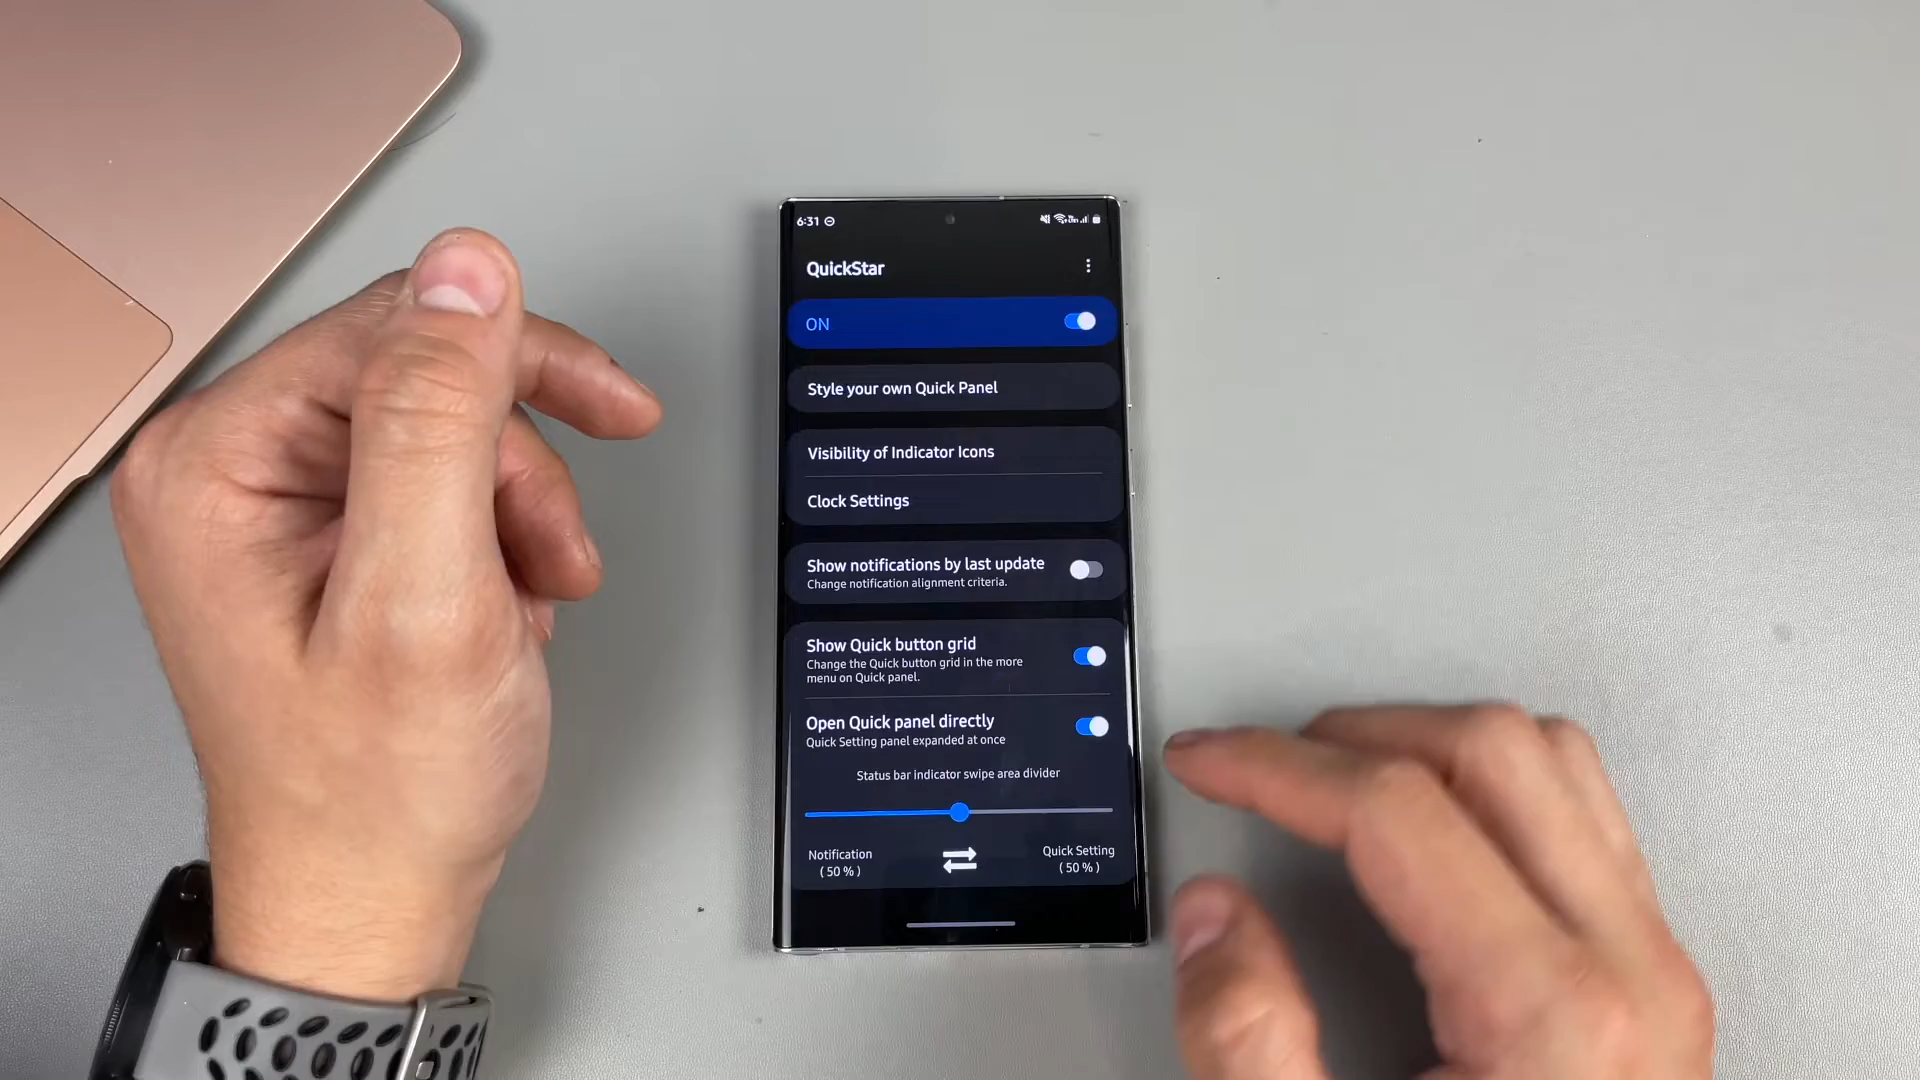 6:31
QuickStar
ON
Style your own Quick Panel
Visibility of Indicator Icons
Clock Settings
Show notifications by last update
Change notification alignment criteria.
Show Quick button grid
Change the Quick button grid in the more
menu on Quick panel.
Open Quick panel directly
Quick Setting panel expanded at once
Status bar indicator swipe area divider
Notification
( 50 % )
Quick Setting
( 50 % )